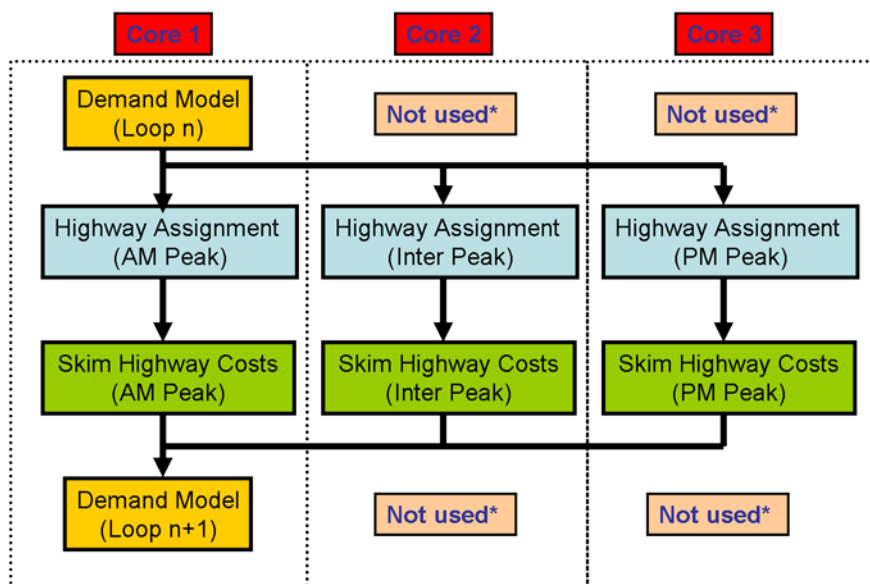 Core 1
Core 2
Core 3
Demand Model
(Loop n)
Not used*
Not used*
Highway Assignment
(AM Peak)
Highway Assignment
(Inter Peak)
Highway Assignment
(PM Peak)
Skim Highway Costs
(AM Peak)
Skim Highway Costs
(Inter Peak)
Skim Highway Costs
(PM Peak)
Demand Model
(Loop n+1)
Not used*
Not used*